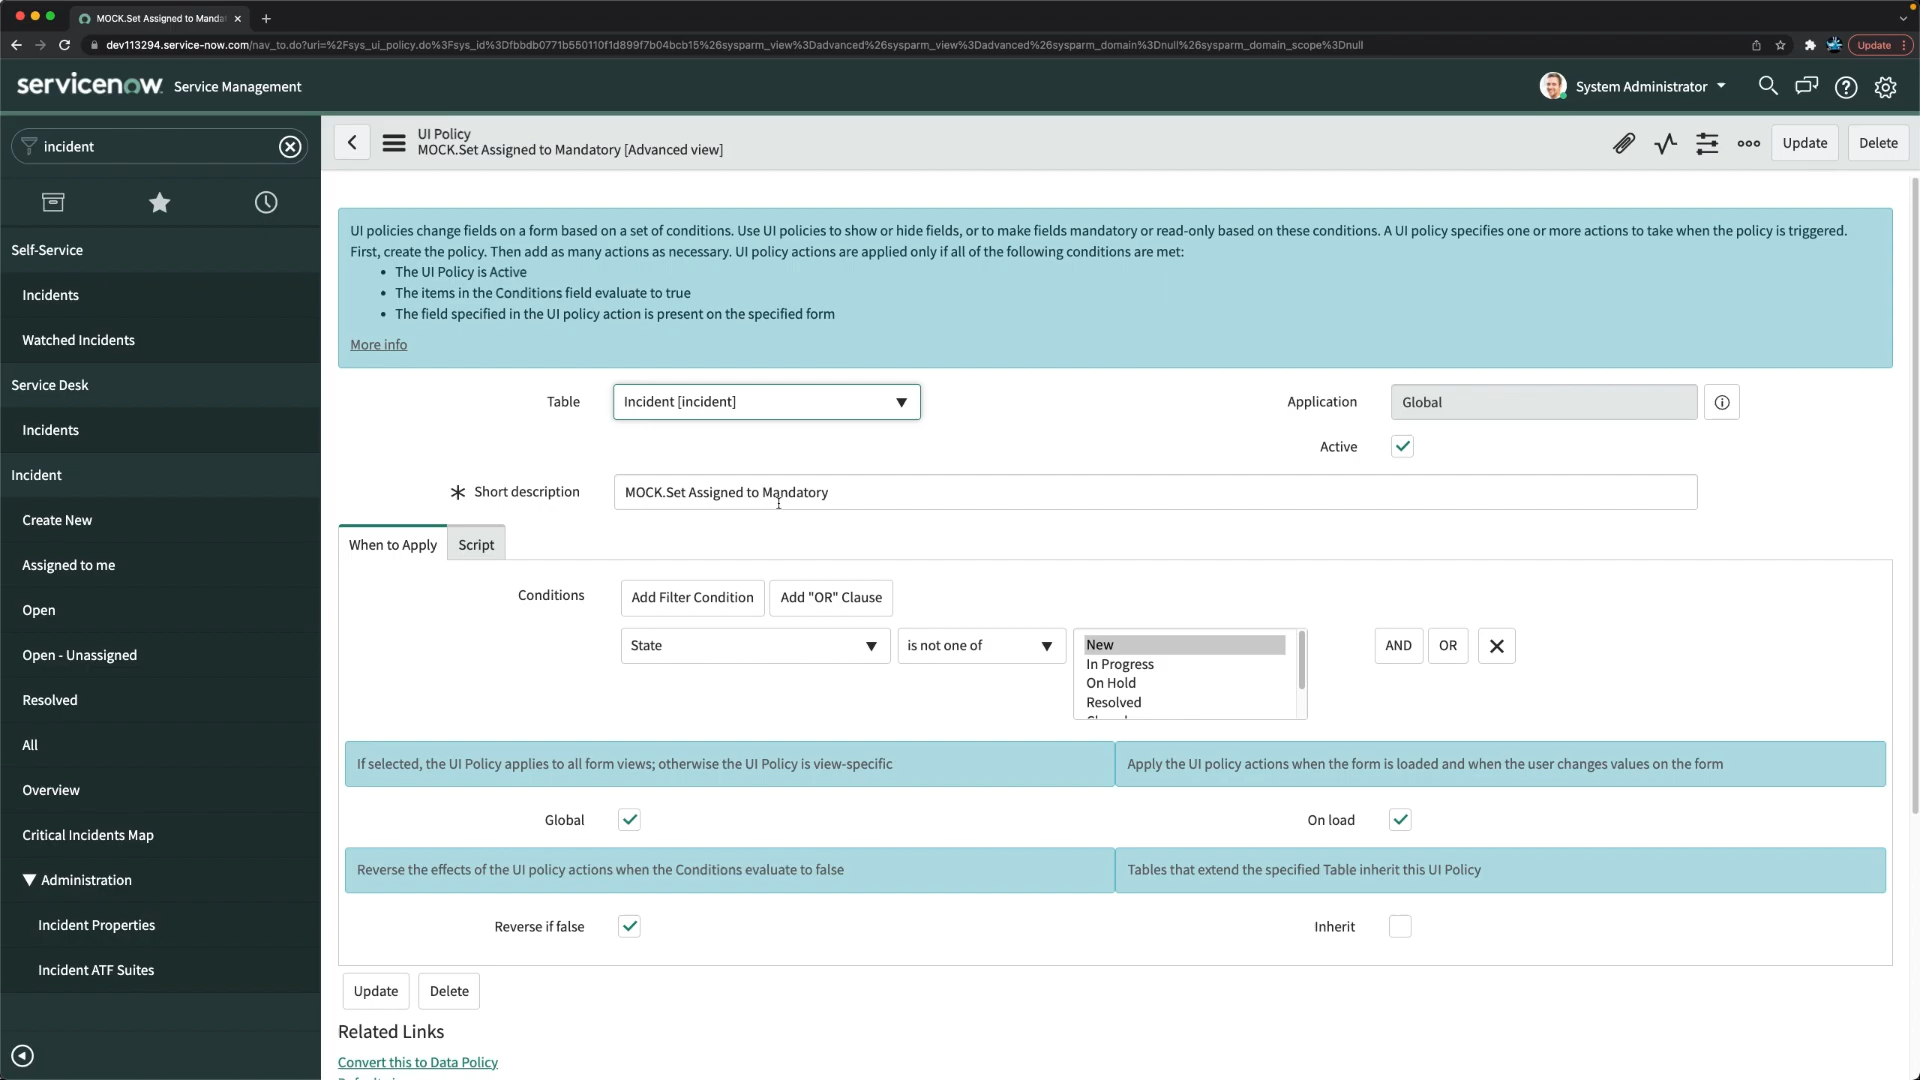 MOCK.Set Assigned to Manda
dev113294.service-now.com/nav_to.do?uri=%2Fsys_ui_policy.do%3Fsys_id%3Dfbbdb0771b550110f1d899f7b04bcb15%26sysparm_view%3Dadvanced%26sysparm_view%3Dadvanced%26sysparm_domain%3Dnull%26sysparm_domain_scope%3Dnull
Update
servicenow Service Management
System Administrator
incident
Self-Service
Incidents
Watched Incidents
Service Desk
Incidents
Incident
Create New
Assigned to me
Open
Open - Unassigned
Resolved
All
Overview
Critical Incidents Map
Administration
Incident Properties
Incident ATF Suites
UI Policy
MOCK.Set Assigned to Mandatory [Advanced view]
Update
Delete
UI policies change fields on a form based on a set of conditions. Use UI policies to show or hide fields, or to make fields mandatory or read-only based on these conditions. A UI policy specifies one or more actions to take when the policy is triggered.
First, create the policy. Then add as many actions as necessary. UI policy actions are applied only if all of the following conditions are met:
• The UI Policy is Active
• The items in the Conditions field evaluate to true
• The field specified in the UI policy action is present on the specified form
More info
Table
Incident [incident]
Application
Global
Active
Short description
MOCK.Set Assigned to Mandatory
When to Apply
Script
Conditions
Add Filter Condition
Add "OR" Clause
State
is not one of
New
In Progress
On Hold
Resolved
AND
OR
If selected, the UI Policy applies to all form views; otherwise the UI Policy is view-specific
Apply the UI policy actions when the form is loaded and when the user changes values on the form
Global
On load
Reverse the effects of the UI policy actions when the Conditions evaluate to false
Tables that extend the specified Table inherit this UI Policy
Reverse if false
Inherit
Update
Delete
Related Links
Convert this to Data Policy